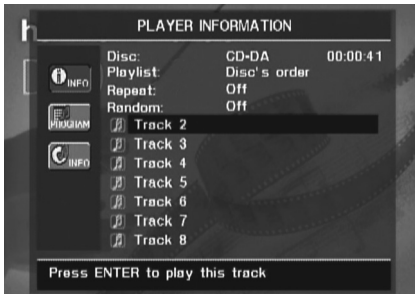 PLAYER INFORMATION
Disc: CD-DA 00:00:41
Playlist: Disc's order
Repeat: Off
Random: Off
INFO
PROGRAM
INFO
Track 2
Track 3
Track 4
Track 5
Track 6
Track 7
Track 8
Press ENTER to play this track